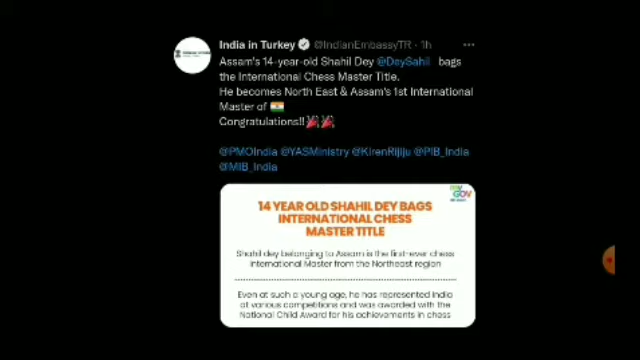 India in Turkey @IndianEmbassyTR · 1h
Assam's 14-year-old Shahil Dey @DeySahil bags
the International Chess Master Title.
He becomes North East & Assam's 1st International
Master of 🇮🇳
Congratulations!!🎉🎉
@PMOIndia @YASMinistry @KirenRijiju @PIB_India
@MIB_India
GOV
14 YEAR OLD SHAHIL DEY BAGS
INTERNATIONAL CHESS
MASTER TITLE
Shahil dey belonging to Assam is the first-ever chess
international Master from the Northeast region
Even at such a young age, he has represented India
at various competitions and was awarded with the
National Child Award for his achievements in chess